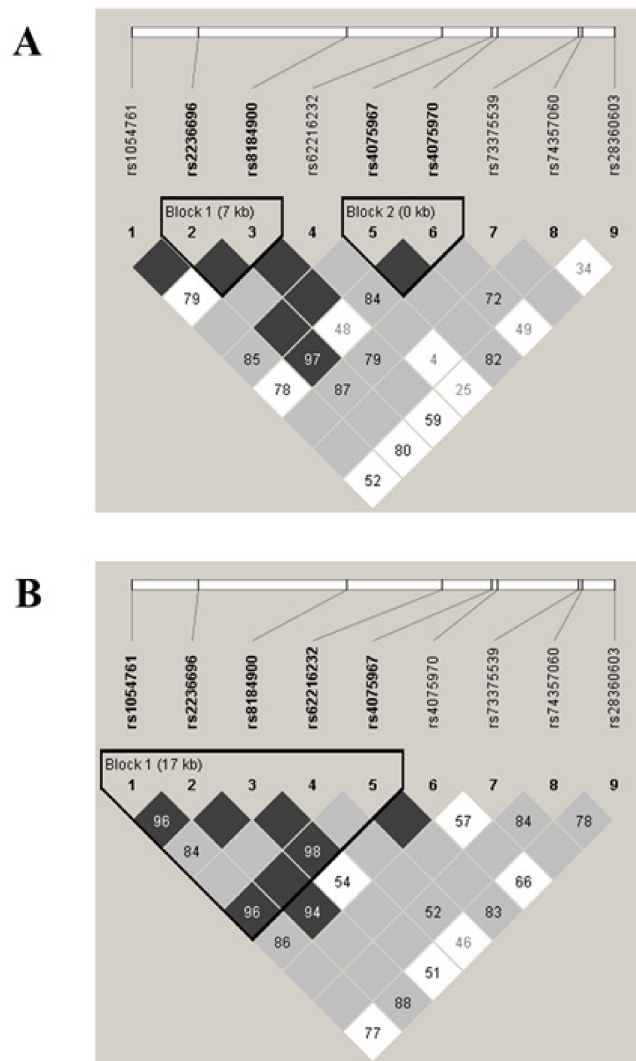 A
rs1054761
rs2236696
rs8184900
rs62216232
rs4075967
rs4075970
rs73375539
rs74357060
rs28360603
Block 1 (7 kb) Block 2 (0 kb)
1 2 3 4 5 6 7 8 9
34
79 84 72
48 49
85 97 79 4 82
78 87 25
59
80
52
B
rs1054761
rs2236696
rs8184900
rs62216232
rs4075967
rs4075970
rs73375539
rs74357060
rs28360603
Block 1 (17 kb)
1 2 3 4 5 6 7 8 9
96 57 84 78
84 98
54 66
96 94 52 83
86 46
51
88
77